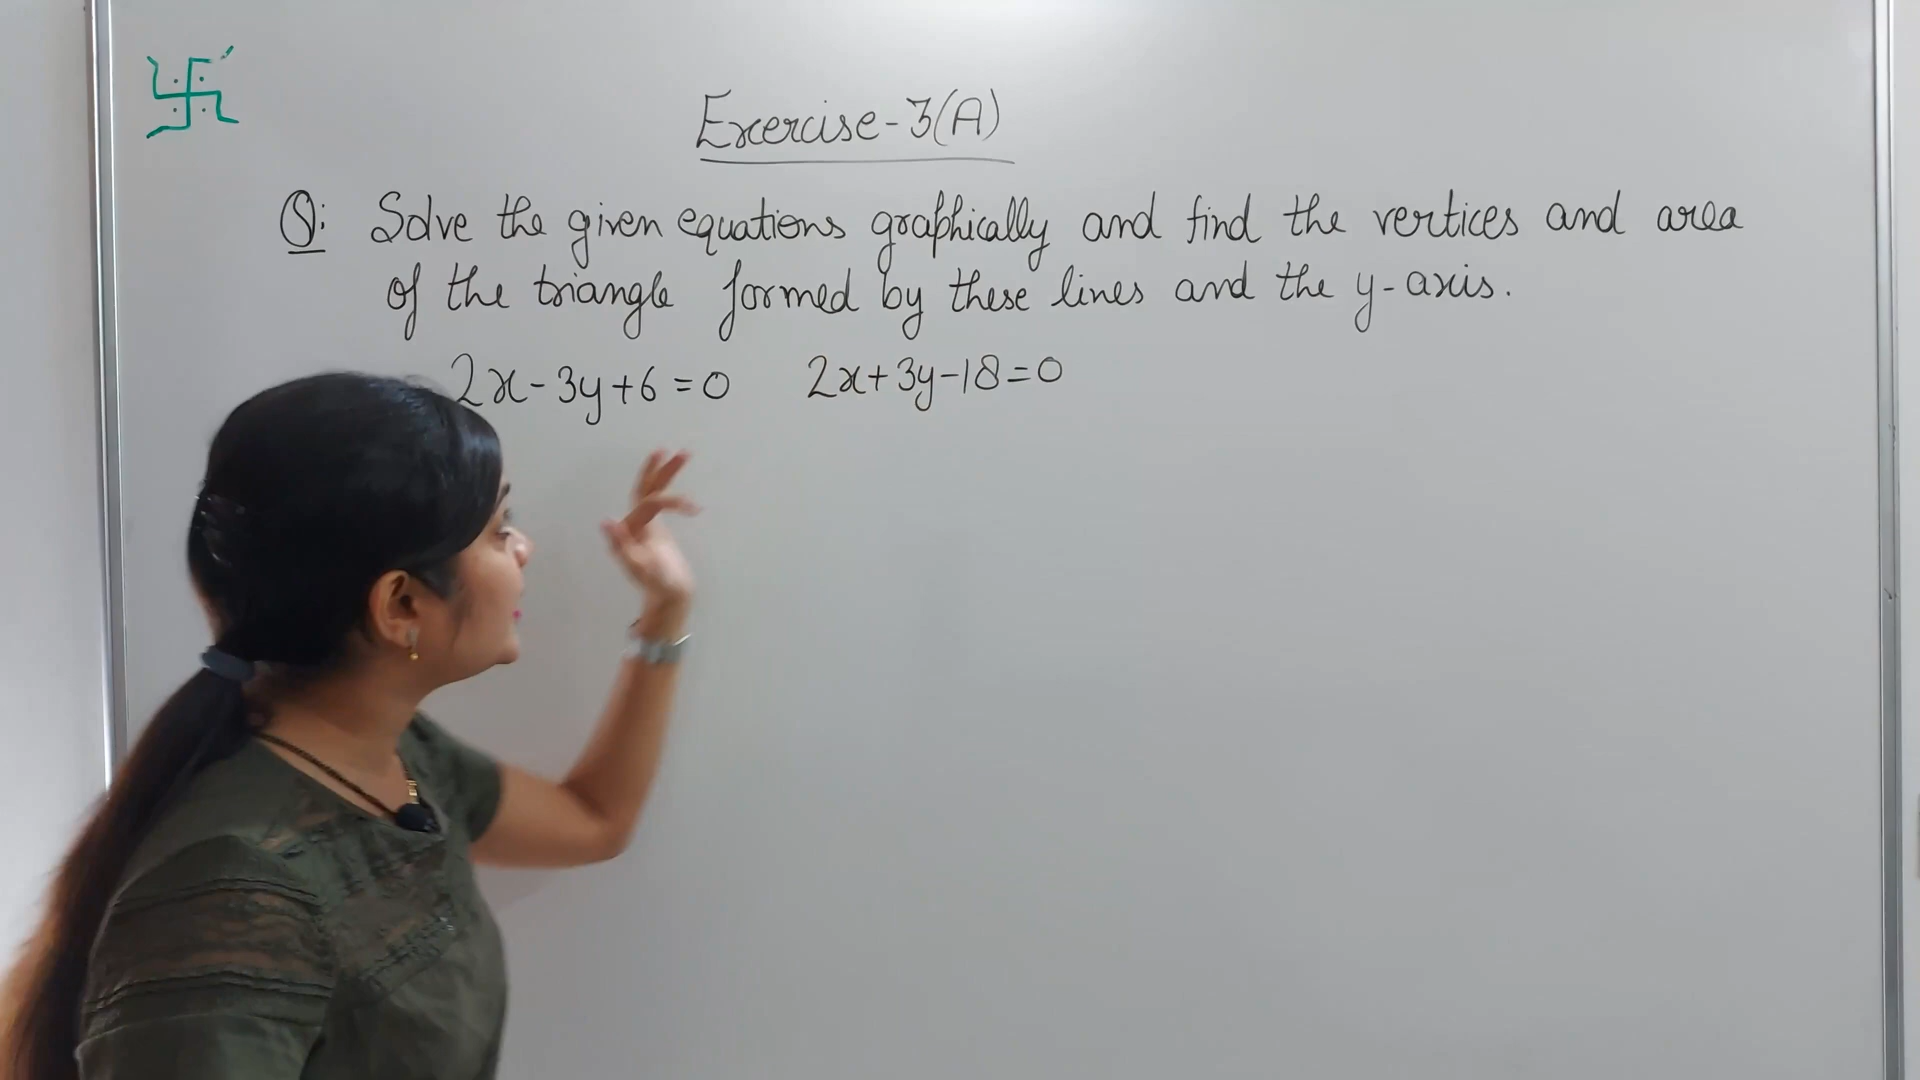 Exercise-3(A)
Q: Solve the given equations graphically and find the vertices and area
of the triangle formed by these lines and the y-axis.
2x-3y+6=0 2x+3y-18=0